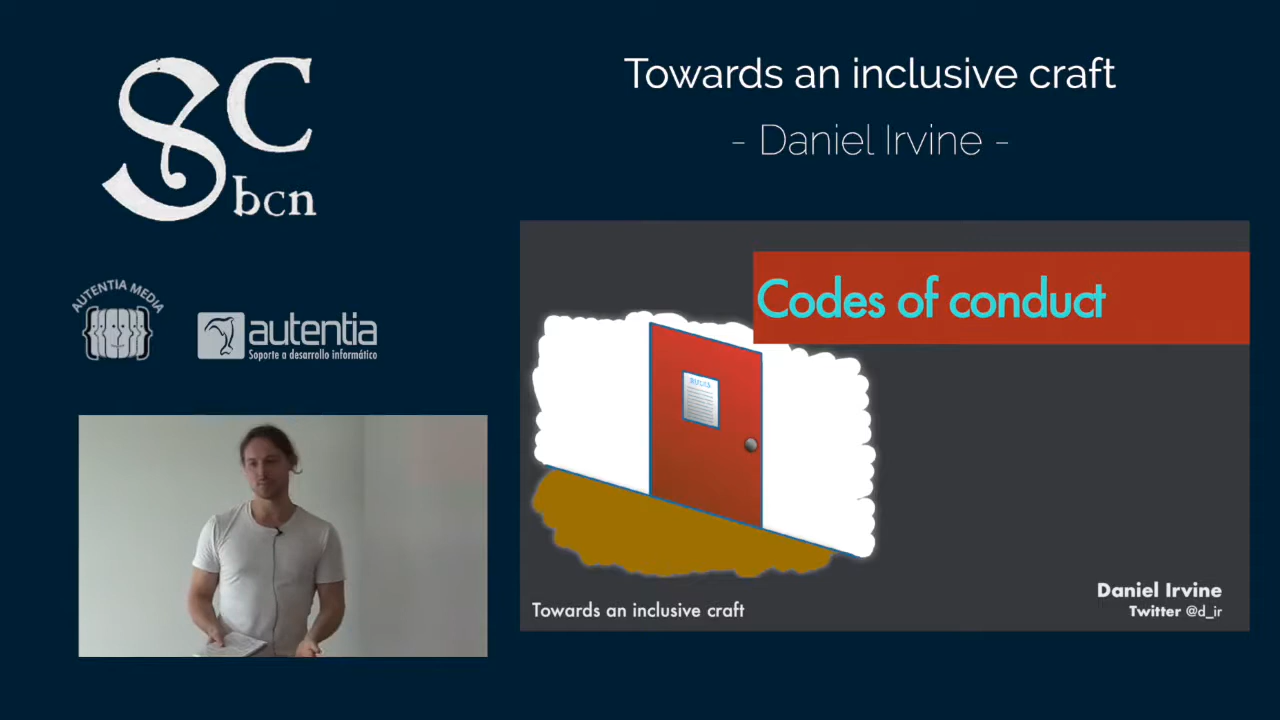 SC
bcn
Towards an inclusive craft
- Daniel Irvine -
AUTENTIA MEDIA
autentia
Soporte a desarrollo informático
Codes of conduct
RULES
Towards an inclusive craft
Daniel Irvine
Twitter @d_ir